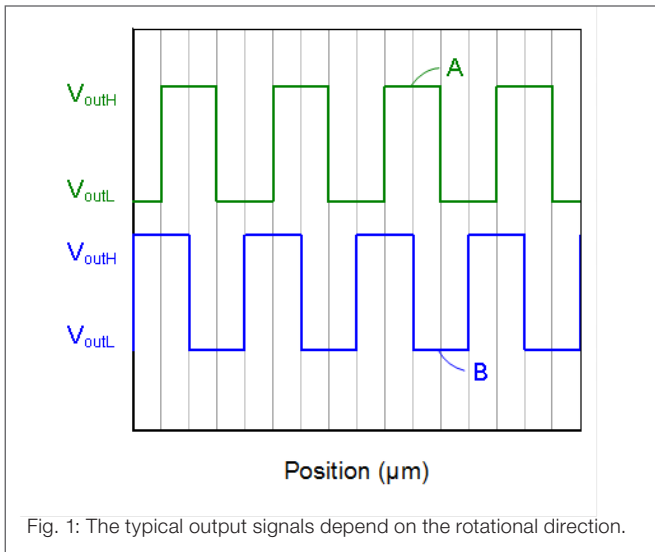 A
VoutH
VoutL
VoutH
VoutL
B
Position (µm)
Fig. 1: The typical output signals depend on the rotational direction.